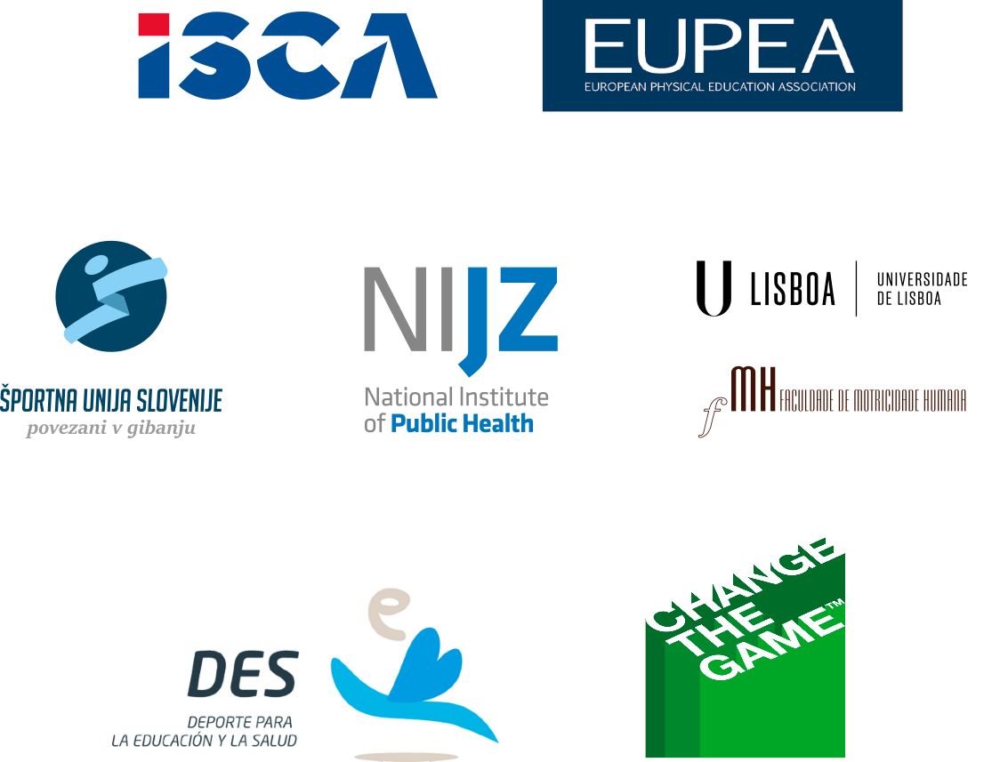 iSCA
EUPEA
EUROPEAN PHYSICAL EDUCATION ASSOCIATION
ŠPORTNA UNIJA SLOVENIJE
povezani v gibanju
NIJZ
National Institute
of Public Health
U LISBOA
UNIVERSIDADE
DE LISBOA
fMH FACULDADE DE MOTRICIDADE HUMANA
e
DES
DEPORTE PARA
LA EDUCACIÓN Y LA SALUD
CHANGE
THE
GAME™